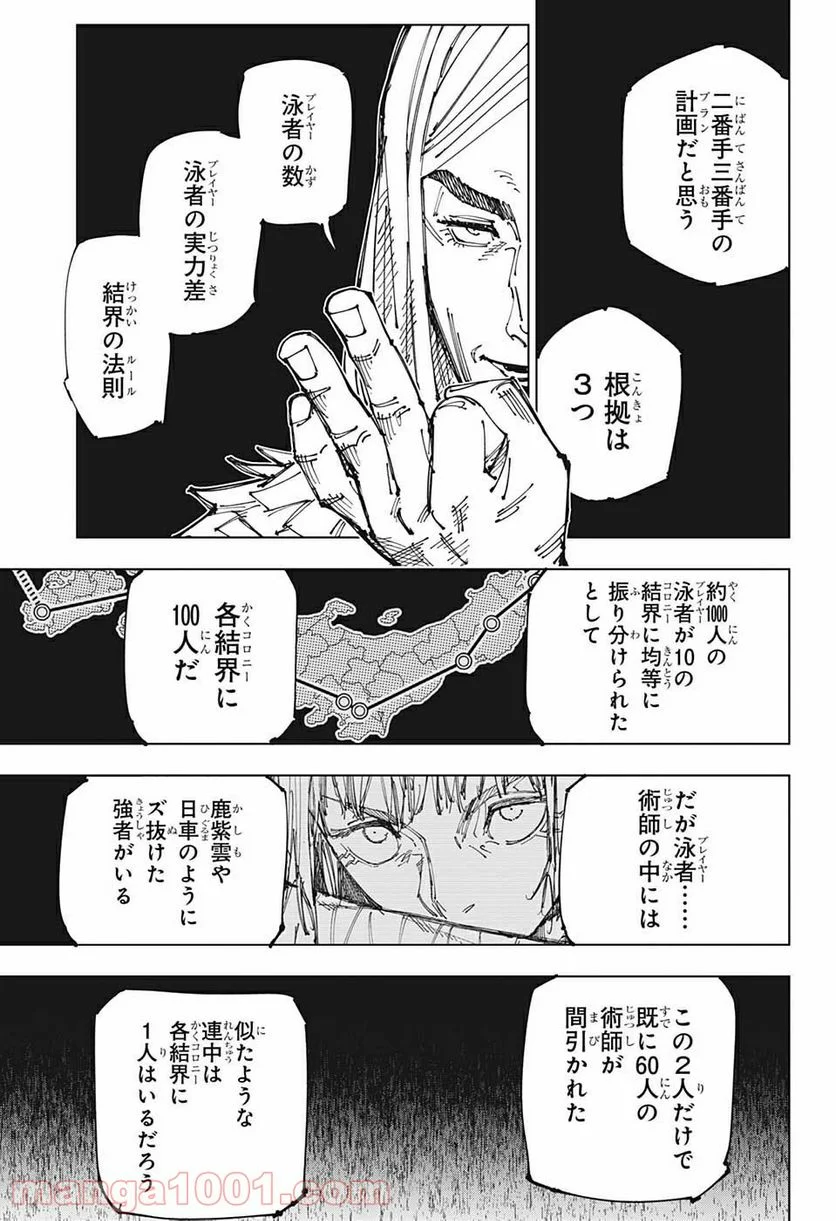 二番手三番手の
計画だと思う
根拠は
3つ
泳者の数
泳者の実力差
結界の法則
約1000人の
泳者が10の
結界に均等に
振り分けられた
として
各結界に
100人だ
だが泳者……
術師の中には
鹿紫雲や
日車のように
ズ抜けた
強者がいる
この2人だけで
既に60人の
術師が
間引かれた
似たような
連中は
各結界に
1人はいるだろう
manga1001.com